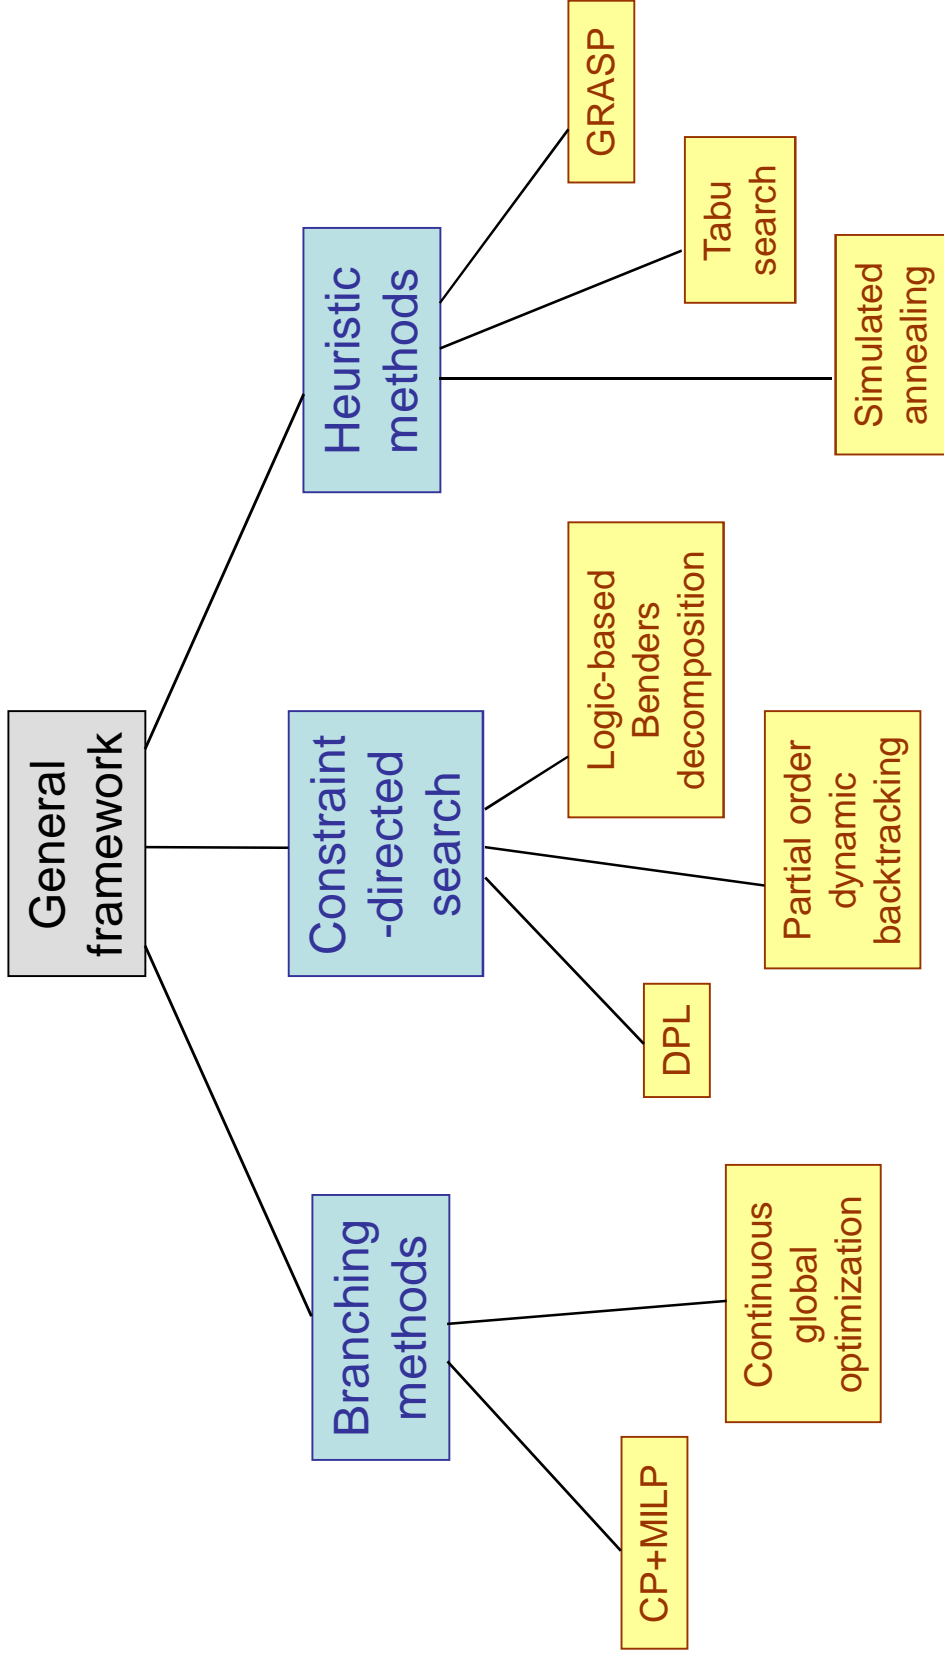 General
framework
Branching
methods
Constraint
-directed
search
Heuristic
methods
CP+MILP
Continuous
global
optimization
DPL
Partial order
dynamic
backtracking
Logic-based
Benders
decomposition
Simulated
annealing
Tabu
search
GRASP